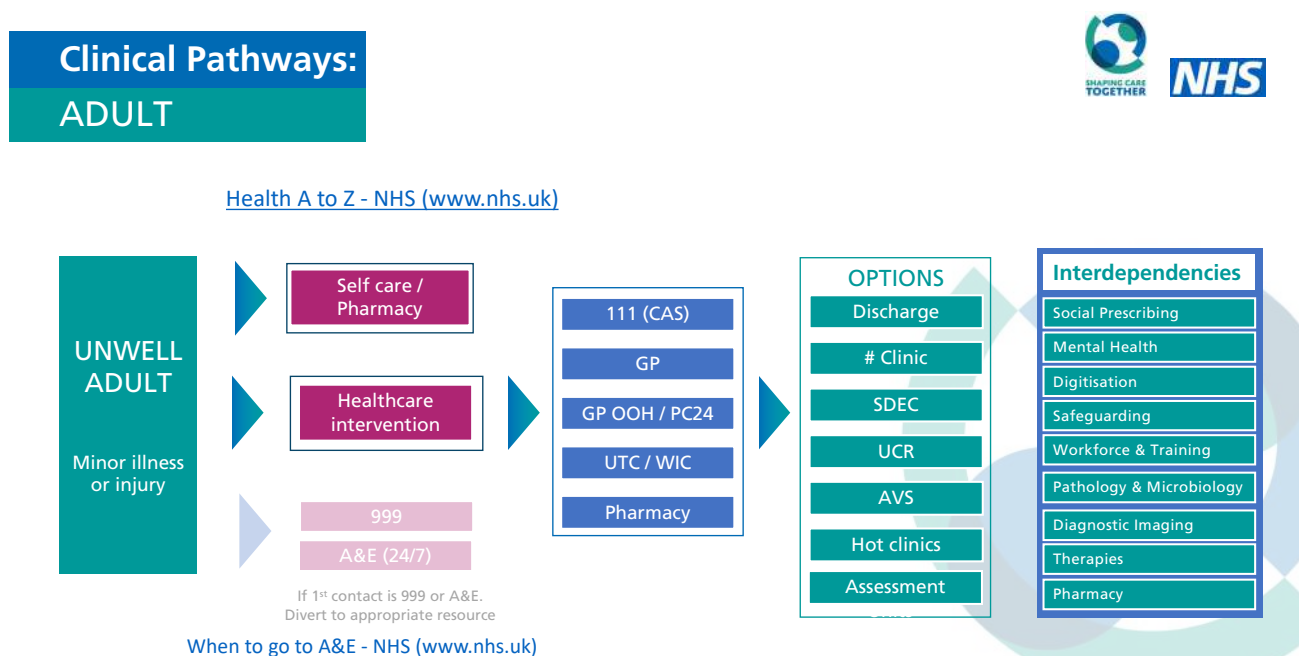 Clinical Pathways:
ADULT
SHAPING CARE
TOGETHER
NHS
Health A to Z - NHS (www.nhs.uk)
UNWELL
ADULT
Minor illness
or injury
Self care /
Pharmacy
Healthcare
intervention
999
A&E (24/7)
If 1st contact is 999 or A&E.
Divert to appropriate resource
When to go to A&E - NHS (www.nhs.uk)
111 (CAS)
GP
GP OOH / PC24
UTC / WIC
Pharmacy
OPTIONS
Discharge
# Clinic
SDEC
UCR
AVS
Hot clinics
Assessment
Interdependencies
Social Prescribing
Mental Health
Digitisation
Safeguarding
Workforce & Training
Pathology & Microbiology
Diagnostic Imaging
Therapies
Pharmacy